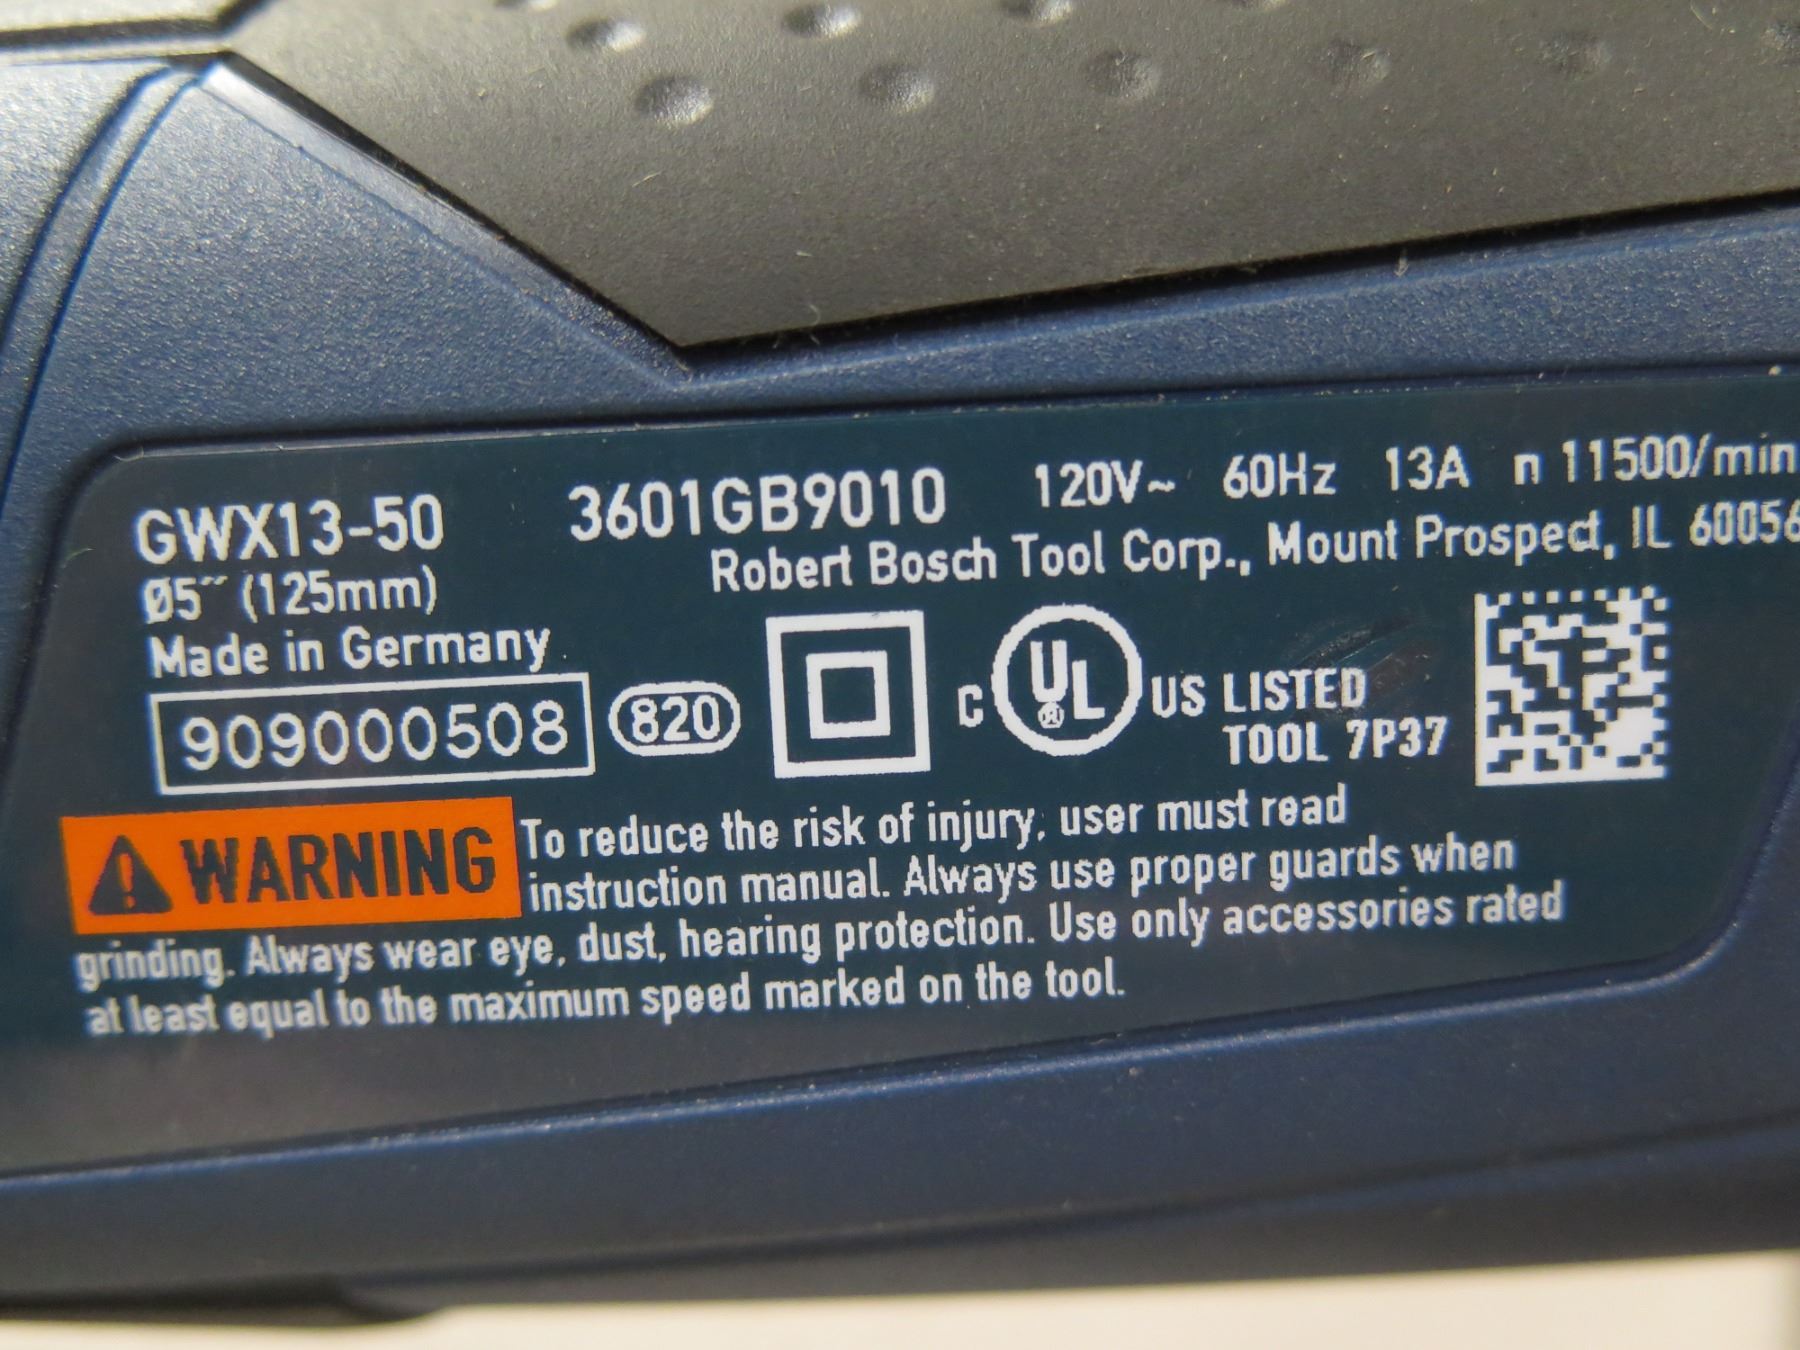 GWX13-50 3601GB9010 120V~ 60Hz 13A n 11500/min
Ø5˝ (125mm) Robert Bosch Tool Corp., Mount Prospect, IL 60056
Made in Germany
909000508 820 C UL ® US LISTED
TOOL 7P37
WARNING To reduce the risk of injury, user must read
instruction manual. Always use proper guards when
grinding. Always wear eye, dust, hearing protection. Use only accessories rated
at least equal to the maximum speed marked on the tool.